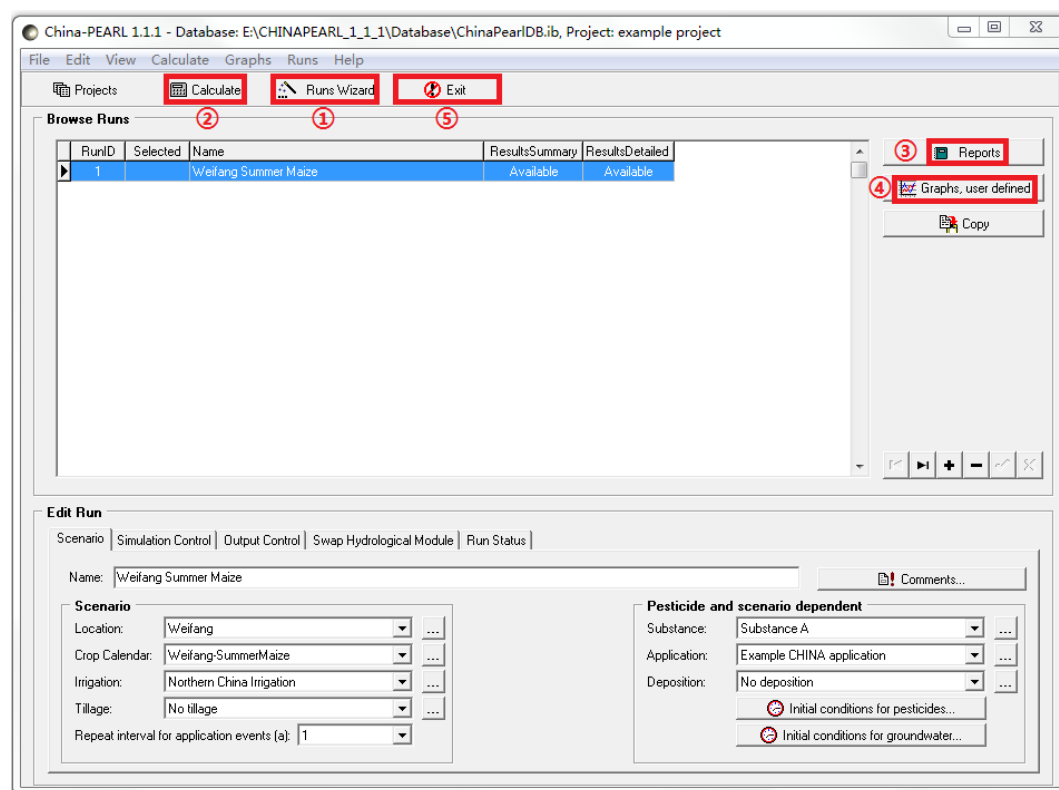 China-PEARL 1.1.1 - Database: E:\CHINAPEARL_1_1_1\Database\ChinaPearlDB.ib, Project: example project
File Edit View Calculate Graphs Runs Help
Projects Calculate Runs Wizard Exit
② ① ⑤
Browse Runs
RunID Selected Name ResultsSummary ResultsDetailed
1 Weifang Summer Maize Available Available
③ Reports
④ Graphs, user defined
Copy
Edit Run
Scenario Simulation Control Output Control Swap Hydrological Module Run Status
Name: Weifang Summer Maize Comments...
Scenario Pesticide and scenario dependent
Location: Weifang ... Substance: Substance A ...
Crop Calendar: Weifang-SummerMaize ... Application: Example CHINA application ...
Irrigation: Northern China Irrigation ... Deposition: No deposition ...
Tillage: No tillage ... Initial conditions for pesticides...
Repeat interval for application events (a): 1 Initial conditions for groundwater...